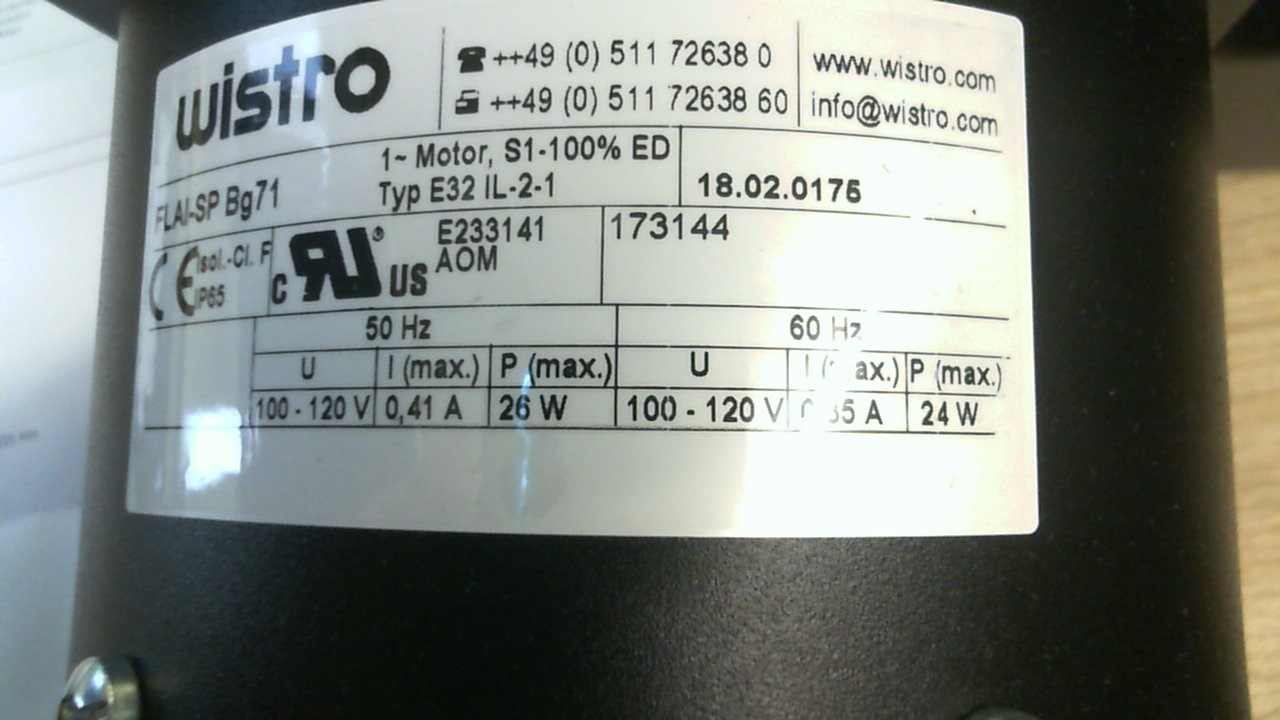 wistro
++49 (0) 511 72638 0
++49 (0) 511 72638 60
www.wistro.com
info@wistro.com
FLAI-SP Bg71
1~ Motor, S1-100% ED
Typ E32 IL-2-1
18.02.0175
CE Isol.-Cl. F
IP65
c RU® US
E233141
AOM
173144
50 Hz 60 Hz
U I (max.) P (max.) U P (max.)
100 - 120 V 0,41 A 26 W 100 - 120 V A 24 W